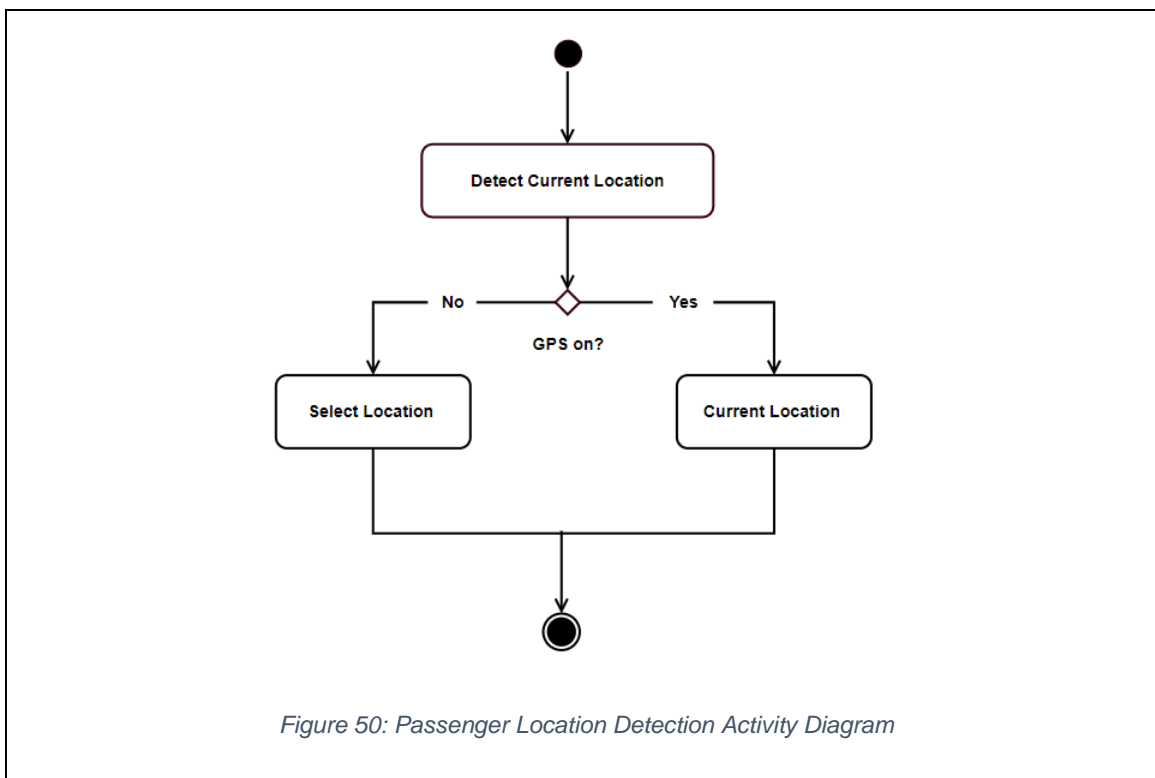 Detect Current Location
No
Yes
GPS on?
Select Location
Current Location
Figure 50: Passenger Location Detection Activity Diagram